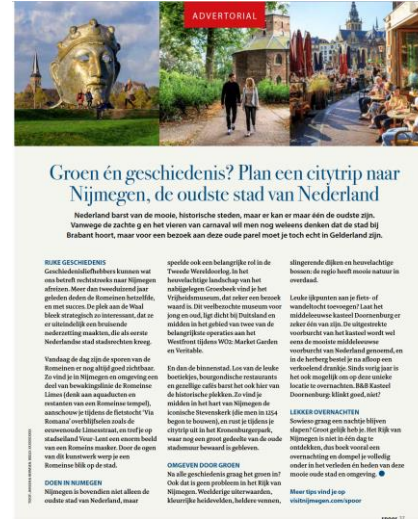 ADVERTORIAL
Groen én geschiedenis? Plan een citytrip naar
Nijmegen, de oudste stad van Nederland
Nederland barst van de mooie, historische steden, maar er kan er maar één de oudste zijn.
Vanwege de zachte g en het vieren van carnaval wil men nog weleens denken dat de stad bij
Brabant hoort, maar voor een bezoek aan deze oude parel moet je toch echt in Gelderland zijn.
RIJKE GESCHIEDENIS
Geschiedenisliefhebbers kunnen wat
ons betreft rechtstreeks naar Nijmegen
afreizen. Meer dan tweeduizend jaar
geleden deden de Romeinen hetzelfde,
en met succes. De plek aan de Waal
bleek strategisch zo interessant, dat ze
er uiteindelijk een bruisende
nederzetting maakten, die als eerste
Nederlandse stad stadsrechten kreeg.
Vandaag de dag zijn de sporen van de
Romeinen er nog altijd goed zichtbaar.
Zo vind je in Nijmegen en omgeving een
deel van bewakingslinie de Romeinse
Limes (denk aan aquaducten en
restanten van een Romeinse tempel),
aanschouw je tijdens de fietstocht 'Via
Romana' overblijfselen zoals de
eeuwenoude Limesstraat, en tref je op
stadseiland Veur-Lent een enorm beeld
van een Romeins masker. Door de ogen
van dit kunstwerk werp je een
Romeinse blik op de stad.
DOEN IN NIJMEGEN
Nijmegen is bovendien niet alleen de
oudste stad van Nederland, maar
speelde ook een belangrijke rol in de
Tweede Wereldoorlog. In het
heuvelachtige landschap van het
nabijgelegen Groesbeek vind je het
Vrijheidsmuseum, dat zeker een bezoek
waard is. Dit veelbezochte museum voor
jong en oud, ligt dicht bij Duitsland en
midden in het gebied van twee van de
belangrijkste operaties aan het
Westfront tijdens WO2: Market Garden
en Veritable.
En dan de binnenstad. Los van de leuke
boetiekjes, bourgondische restaurants
en gezellige cafés barst het ook hier van
de historische plekken. Zo vind je
midden in het hart van Nijmegen de
iconische Stevenskerk (die men in 1254
begon te bouwen), en rust je tijdens je
citytrip uit in het Kronenburgerpark,
waar nog een groot gedeelte van de oude
stadsmuur bewaard is gebleven.
OMGEVEN DOOR GROEN
Na alle geschiedenis graag het groen in?
Ook dat is geen probleem in het Rijk van
Nijmegen. Weelderige uiterwaarden,
kleurrijke heidevelden, heldere vennen,
slingerende dijken en heuvelachtige
bossen: de regio heeft mooie natuur in
overdaad.
Leuke ijkpunten aan je fiets- of
wandeltocht toevoegen? Laat het
middeleeuwse kasteel Doornenburg er
zeker één van zijn. De uitgestrekte
voorburcht van het kasteel wordt wel
eens de mooiste middeleeuwse
voorburcht van Nederland genoemd, en
in de herberg bestel je na afloop een
verkoelend drankje. Sinds vorig jaar is
het ook mogelijk om op deze unieke
locatie te overnachten. B&B Kasteel
Doornenburg: klinkt goed, niet?
LEKKER OVERNACHTEN
Sowieso graag een nachtje blijven
slapen? Groot gelijk heb je. Het Rijk van
Nijmegen is niet in één dag te
ontdekken, dus boek vooral een
overnachting en dompel je volledig
onder in het verleden én heden van deze
mooie oude stad en omgeving.
Meer tips vind je op
visitnijmegen.com/spoor